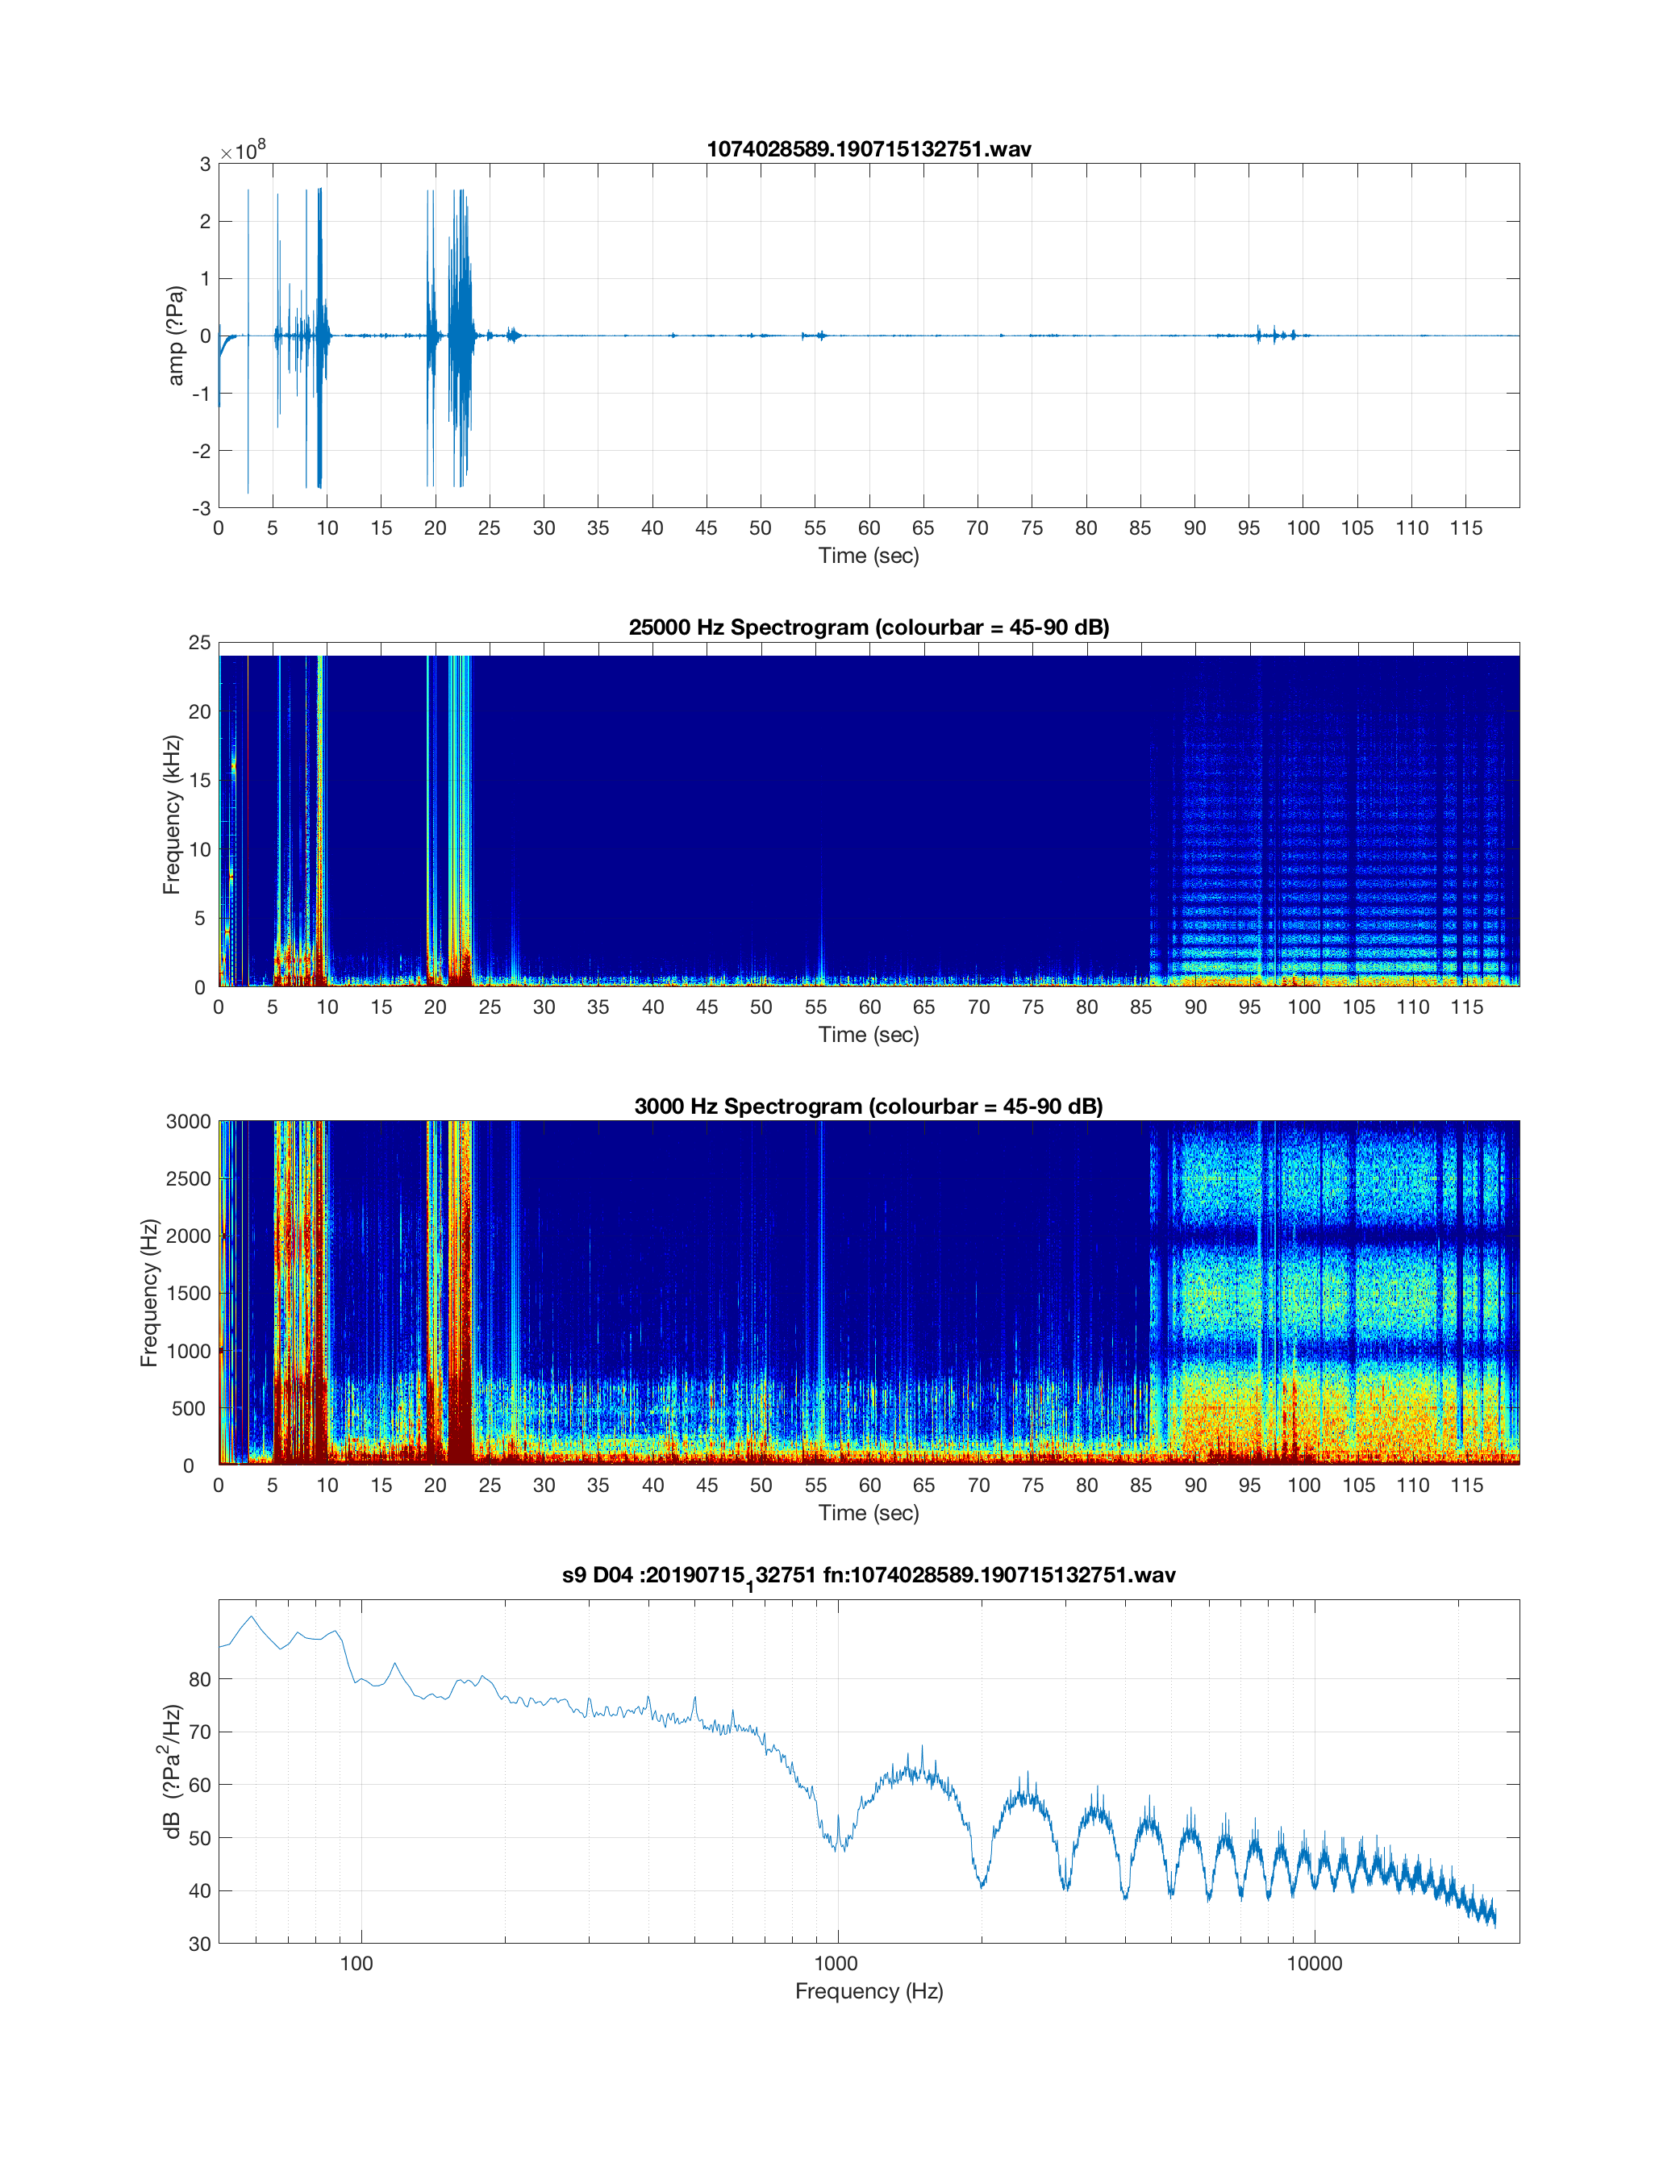 1074028589.190715132751.wav
×10^8
3
2
1
0
-1
-2
-3
amp (?Pa)
0 5 10 15 20 25 30 35 40 45 50 55 60 65 70 75 80 85 90 95 100 105 110 115
Time (sec)
25000 Hz Spectrogram (colourbar = 45-90 dB)
25
20
15
10
5
0
Frequency (kHz)
0 5 10 15 20 25 30 35 40 45 50 55 60 65 70 75 80 85 90 95 100 105 110 115
Time (sec)
3000 Hz Spectrogram (colourbar = 45-90 dB)
3000
2500
2000
1500
1000
500
0
Frequency (Hz)
0 5 10 15 20 25 30 35 40 45 50 55 60 65 70 75 80 85 90 95 100 105 110 115
Time (sec)
s9 D04 :20190715_132751 fn:1074028589.190715132751.wav
80
70
60
50
40
30
dB (?Pa^2/Hz)
100 1000 10000
Frequency (Hz)